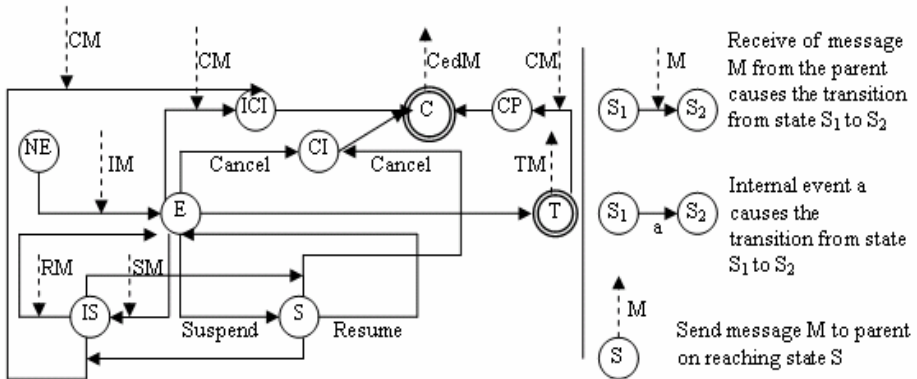 CM
CM
CedM
CM
M
Receive of message
M from the parent
causes the transition
from state S1 to S2
ICI
C
CP
S1
S2
NE
CI
IM
Cancel
Cancel
TM
E
T
Internal event a
causes the
transition from state
S1 to S2
S1
S2
a
RM
SM
IS
S
Suspend
Resume
M
Send message M to parent
on reaching state S
S